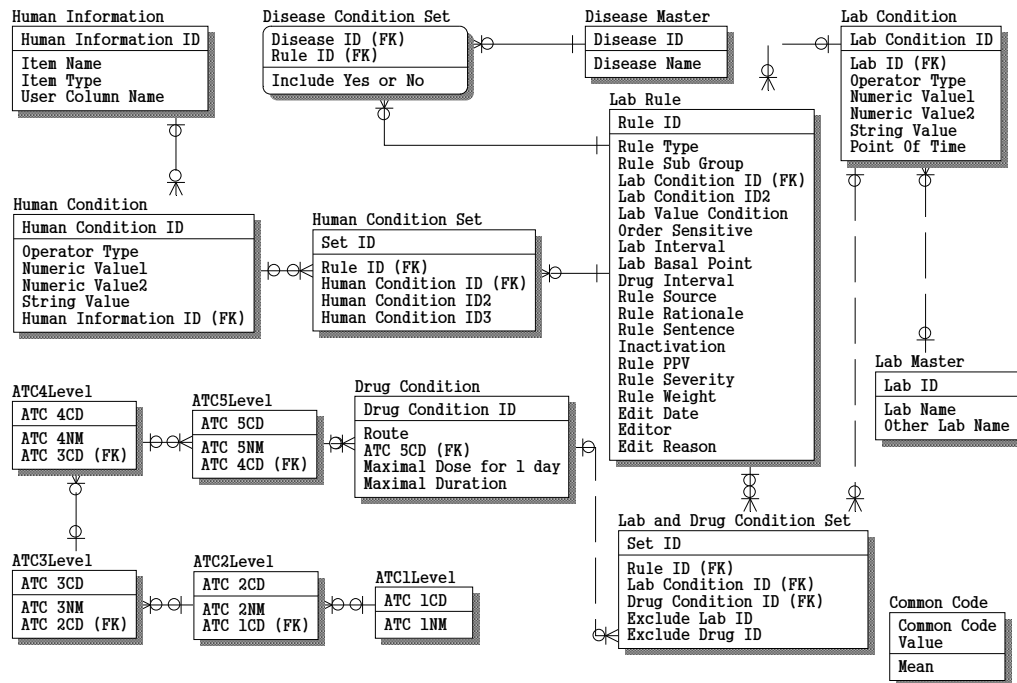 Human Information
Human Information ID
Item Name
Item Type
User Column Name
Disease Condition Set
Disease ID (FK)
Rule ID (FK)
Include Yes or No
Disease Master
Disease ID
Disease Name
Lab Condition
Lab Condition ID
Lab ID (FK)
Operator Type
Numeric Value1
Numeric Value2
String Value
Point Of Time
Lab Rule
Rule ID
Rule Type
Rule Sub Group
Lab Condition ID (FK)
Lab Condition ID2
Lab Value Condition
Order Sensitive
Lab Interval
Lab Basal Point
Drug Interval
Rule Source
Rule Rationale
Rule Sentence
Inactivation
Rule PPV
Rule Severity
Rule Weight
Edit Date
Editor
Edit Reason
Human Condition
Human Condition ID
Operator Type
Numeric Value1
Numeric Value2
String Value
Human Information ID (FK)
Human Condition Set
Set ID
Rule ID (FK)
Human Condition ID (FK)
Human Condition ID2
Human Condition ID3
Lab Master
Lab ID
Lab Name
Other Lab Name
ATC4Level
ATC 4CD
ATC 4NM
ATC 3CD (FK)
ATC5Level
ATC 5CD
ATC 5NM
ATC 4CD (FK)
Drug Condition
Drug Condition ID
Route
ATC 5CD (FK)
Maximal Dose for 1 day
Maximal Duration
Lab and Drug Condition Set
Set ID
Rule ID (FK)
Lab Condition ID (FK)
Drug Condition ID (FK)
Exclude Lab ID
Exclude Drug ID
ATC3Level
ATC 3CD
ATC 3NM
ATC 2CD (FK)
ATC2Level
ATC 2CD
ATC 2NM
ATC 1CD (FK)
ATC1Level
ATC 1CD
ATC 1NM
Common Code
Common Code
Value
Mean